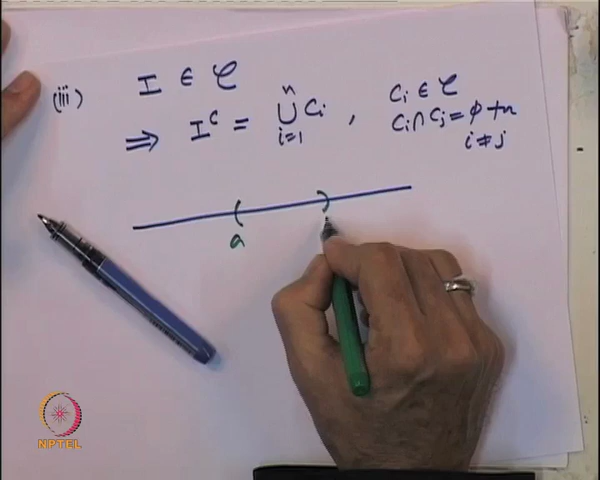 (iii) I ∈ 𝒞
⇒ Iᶜ = ⋃ᵢ₌₁ⁿ Cᵢ , Cᵢ ∈ 𝒞
Cᵢ ∩ Cⱼ = ϕ ∀ n
i ≠ j
a
NPTEL